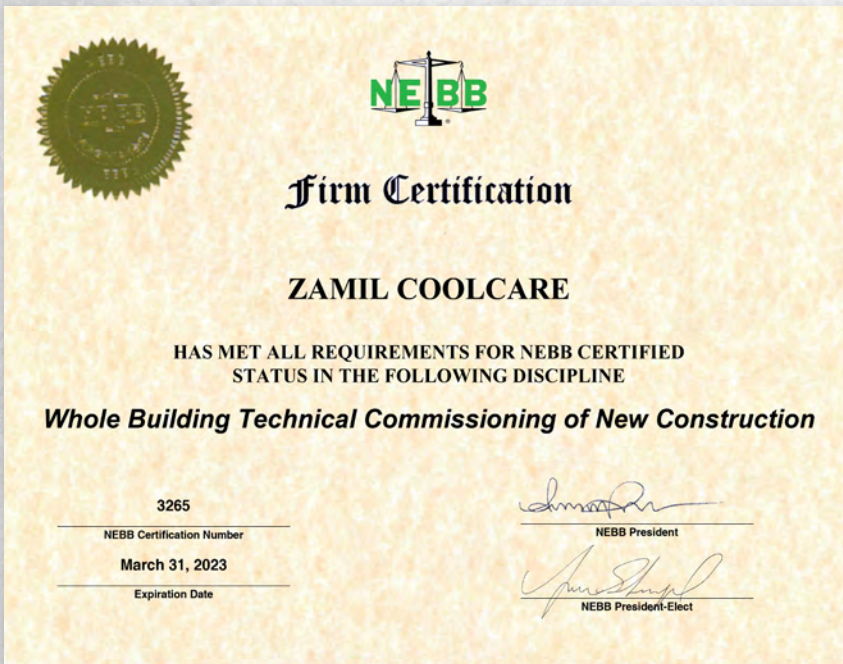 NEBB
NEBB
Firm Certification
ZAMIL COOLCARE
HAS MET ALL REQUIREMENTS FOR NEBB CERTIFIED
STATUS IN THE FOLLOWING DISCIPLINE
Whole Building Technical Commissioning of New Construction
3265
NEBB Certification Number
March 31, 2023
Expiration Date
NEBB President
NEBB President-Elect